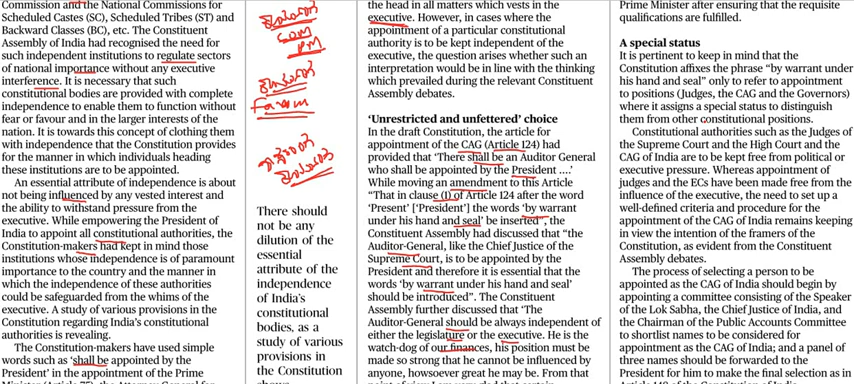 Commission and the National Commissions for
Scheduled Castes (SC), Scheduled Tribes (ST) and
Backward Classes (BC), etc. The Constituent
Assembly of India had recognised the need for
such independent institutions to regulate sectors
of national importance without any executive
interference. It is necessary that such
constitutional bodies are provided with complete
independence to enable them to function without
fear or favour and in the larger interests of the
nation. It is towards this concept of clothing them
with independence that the Constitution provides
for the manner in which individuals heading
these institutions are to be appointed.
An essential attribute of independence is about
not being influenced by any vested interest and
the ability to withstand pressure from the
executive. While empowering the President of
India to appoint all constitutional authorities, the
Constitution-makers had kept in mind those
institutions whose independence is of paramount
importance to the country and the manner in
which the independence of these authorities
could be safeguarded from the whims of the
executive. A study of various provisions in the
Constitution regarding India's constitutional
authorities is revealing.
The Constitution-makers have used simple
words such as 'shall be appointed by the
President' in the appointment of the Prime
PM
There should
not be any
dilution of the
essential
attribute of the
independence
of India's
constitutional
bodies, as a
study of various
provisions in
the Constitution
the head in all matters which vests in the
executive. However, in cases where the
appointment of a particular constitutional
authority is to be kept independent of the
executive, the question arises whether such an
interpretation would be in line with the thinking
which prevailed during the relevant Constituent
Assembly debates.
'Unrestricted and unfettered' choice
In the draft Constitution, the article for
appointment of the CAG (Article 124) had
provided that 'There shall be an Auditor General
who shall be appointed by the President ....'
While moving an amendment to this Article
"That in clause (1) of Article 124 after the word
'Present' ['President'] the words 'by warrant
under his hand and seal' be inserted", the
Constituent Assembly had discussed "the
Auditor-General, like the Chief Justice of the
Supreme Court, is to be appointed by the
President and therefore it is essential that the
words 'by warrant under his hand and seal'
should be introduced". The Constituent
Assembly further discussed that 'The
Auditor-General should be always independent of
either the legislature or the executive. He is the
watch-dog of our finances, his position must be
made so strong that he cannot be influenced by
anyone, howsoever great he may be. From that
Prime Minister after ensuring that the requisite
qualifications are fulfilled.
A special status
It is pertinent to keep in mind that the
Constitution affixes the phrase "by warrant under
his hand and seal" only to refer to appointment
to positions (Judges, the CAG and the Governors)
where it assigns a special status to distinguish
them from other constitutional positions.
Constitutional authorities such as the Judges of
the Supreme Court and the High Court and the
CAG of India are to be kept free from political or
executive pressure. Whereas appointment of
judges and the ECs have been made free from the
influence of the executive, the need to set up a
well-defined criteria and procedure for the
appointment of the CAG of India remains keeping
in view the intention of the framers of the
Constitution, as evident from the Constituent
Assembly debates.
The process of selecting a person to be
appointed as the CAG of India should begin by
appointing a committee consisting of the Speaker
of the Lok Sabha, the Chief Justice of India, and
the Chairman of the Public Accounts Committee
to shortlist names to be considered for
appointment as the CAG of India; and a panel of
three names should be forwarded to the
President for him to make the final selection as in